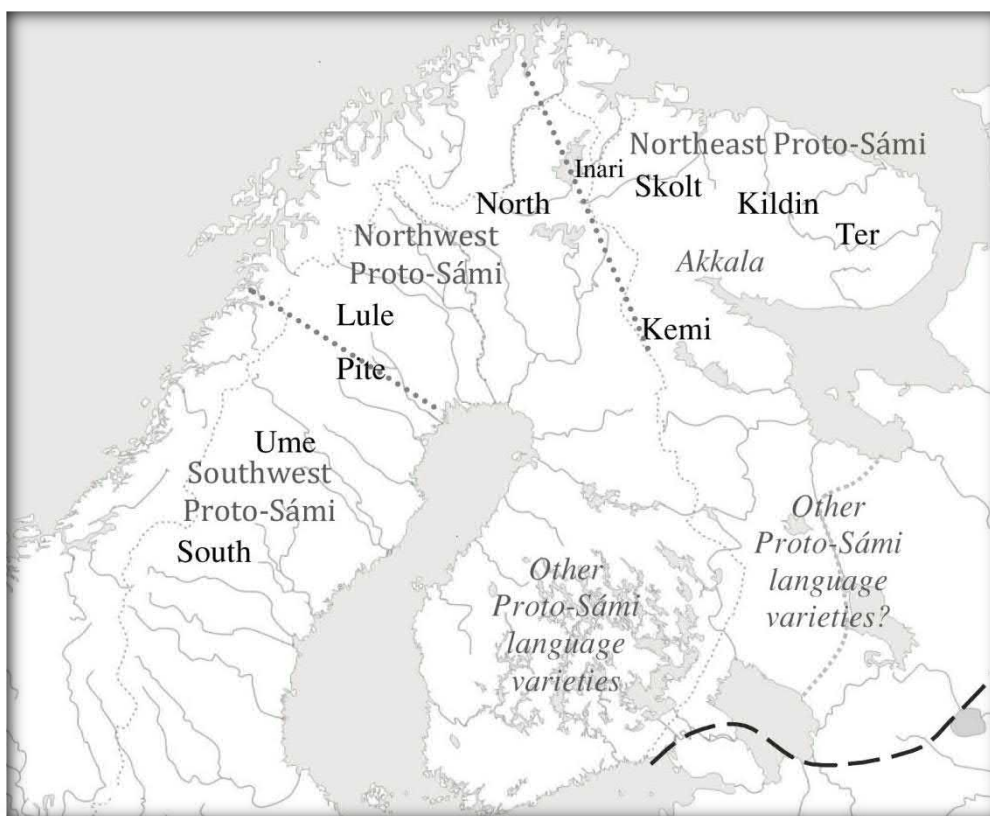 Northeast Proto-Sámi
Inari
Skolt
North
Kildin
Ter
Northwest
Proto-Sámi
Akkala
Lule
Kemi
Pite
Ume
Southwest
Proto-Sámi
South
Other
Proto-Sámi
language
varieties
Other
Proto-Sámi
language
varieties?